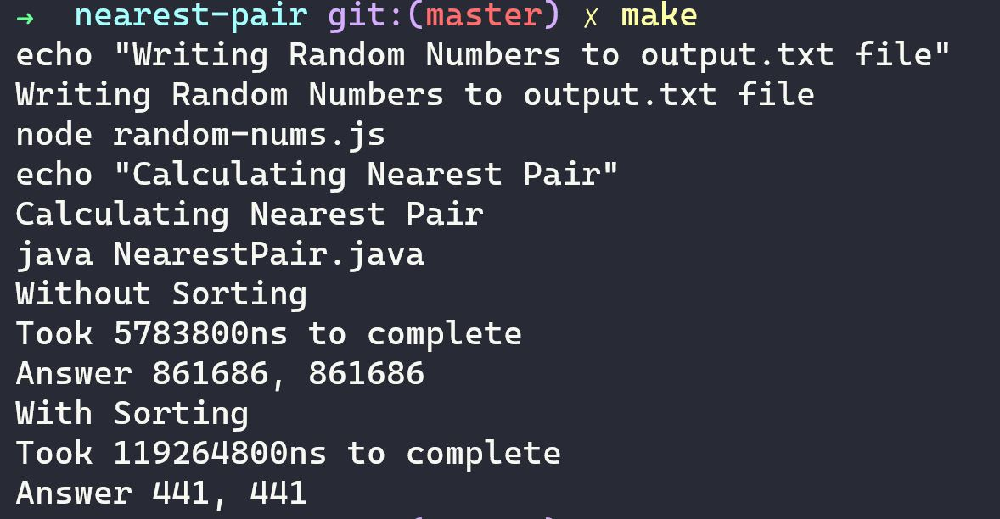 → nearest-pair git:(master) ✗ make
echo "Writing Random Numbers to output.txt file"
Writing Random Numbers to output.txt file
node random-nums.js
echo "Calculating Nearest Pair"
Calculating Nearest Pair
java NearestPair.java
Without Sorting
Took 5783800ns to complete
Answer 861686, 861686
With Sorting
Took 119264800ns to complete
Answer 441, 441